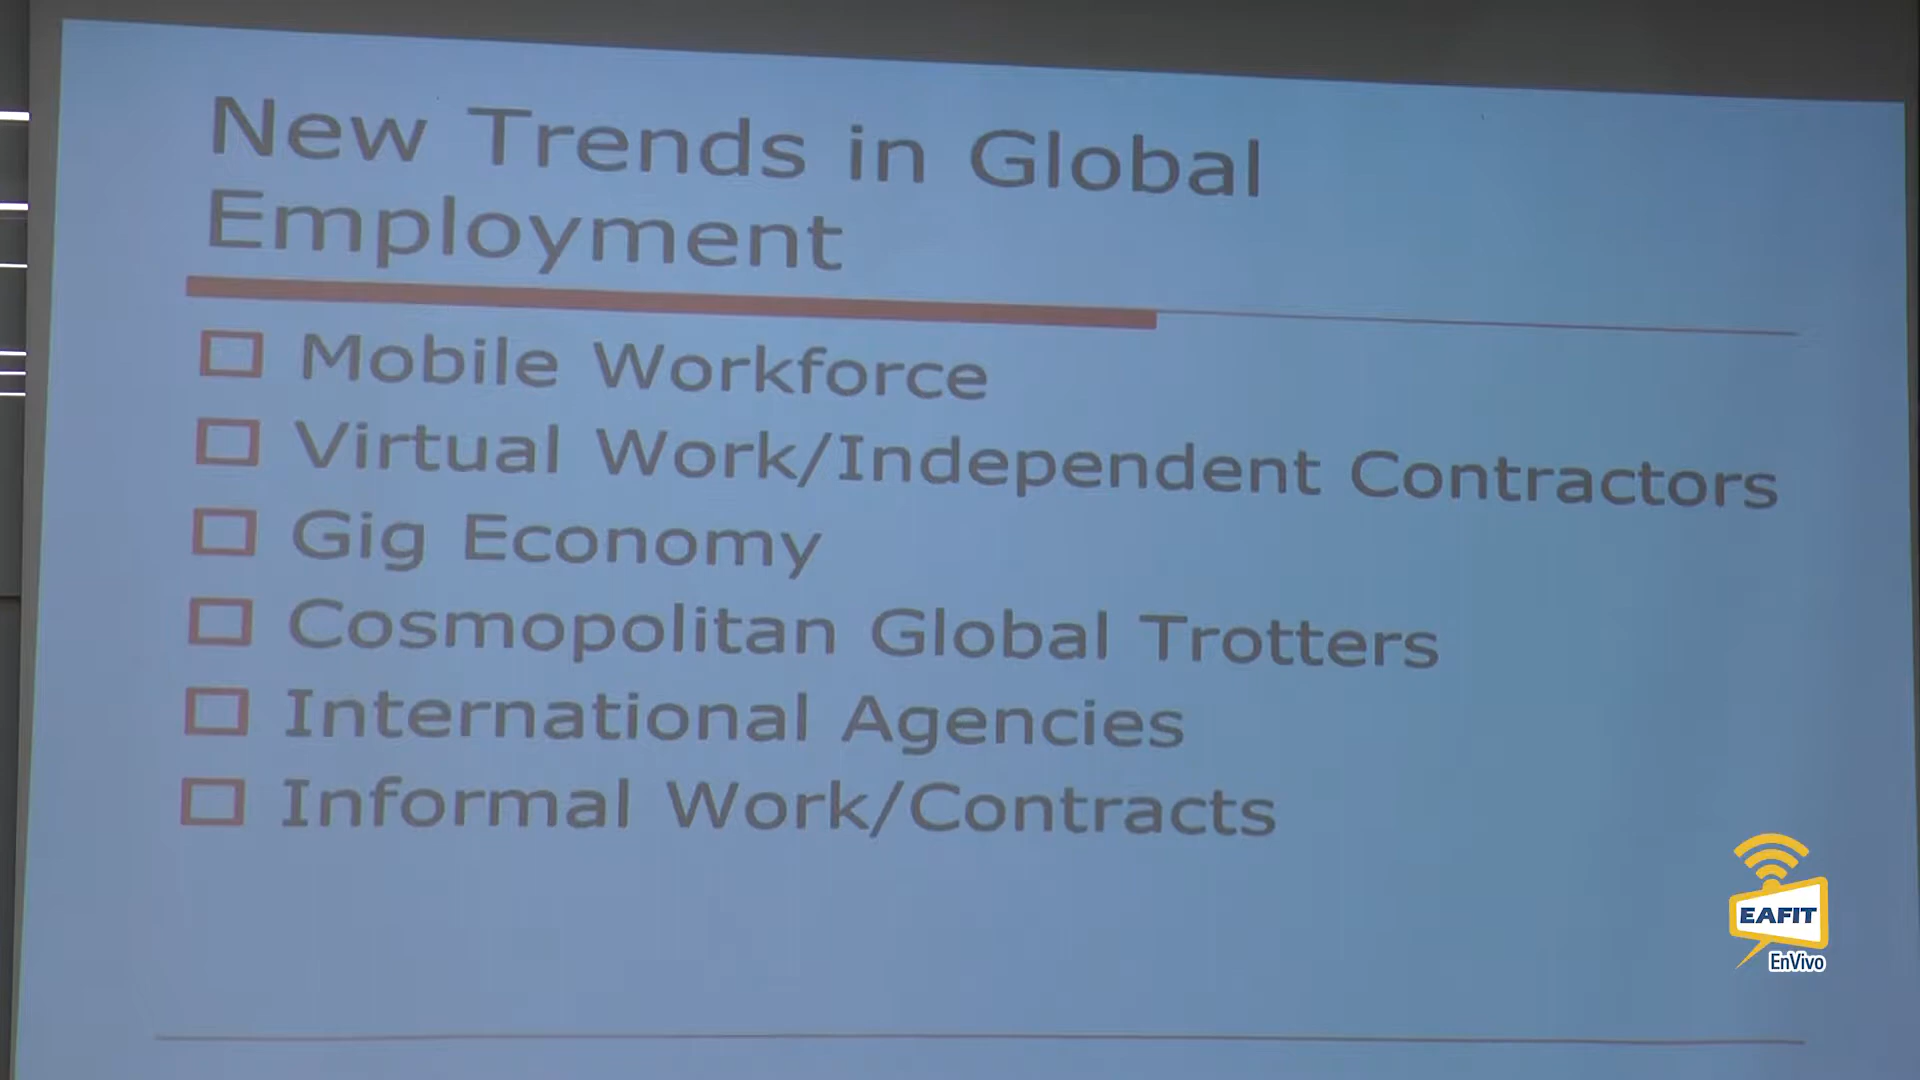 New Trends in Global
Employment
Mobile Workforce
Virtual Work/Independent Contractors
Gig Economy
Cosmopolitan Global Trotters
International Agencies
Informal Work/Contracts
EAFIT
EnVivo